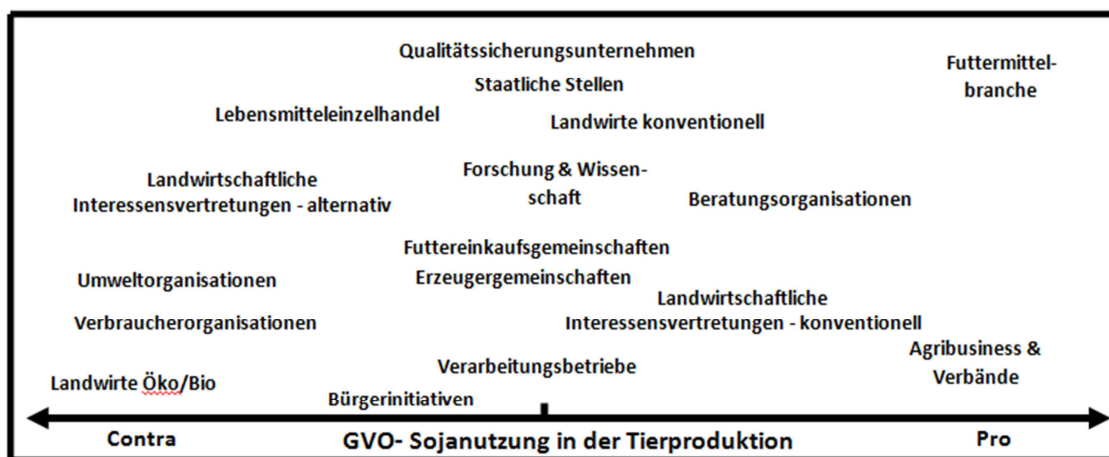 Qualitätssicherungsunternehmen
Futtermittel-
branche
Staatliche Stellen
Lebensmitteleinzelhandel
Landwirte konventionell
Forschung & Wissen-
schaft
Landwirtschaftliche
Interessensvertretungen - alternativ
Beratungsorganisationen
Futtereinkaufsgemeinschaften
Erzeugergemeinschaften
Umweltorganisationen
Landwirtschaftliche
Interessensvertretungen - konventionell
Verbraucherorganisationen
Agribusiness &
Verbände
Verarbeitungsbetriebe
Landwirte Öko/Bio
Bürgerinitiativen
Contra
GVO- Sojanutzung in der Tierproduktion
Pro